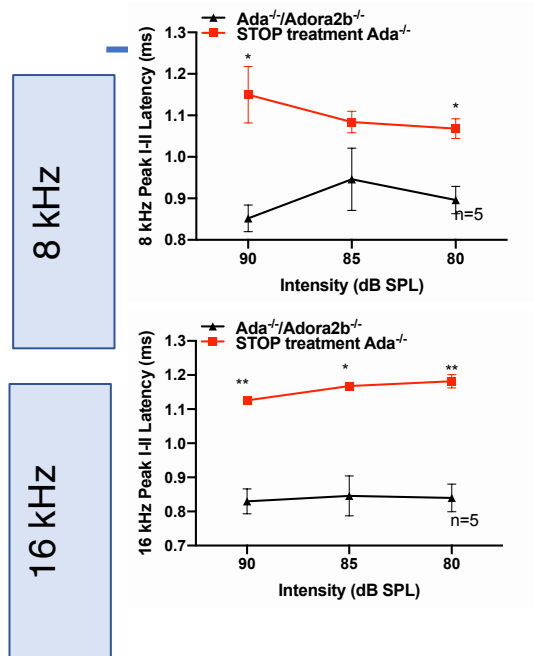 8 kHz
8 kHz Peak I-II Latency (ms)
Ada-/-/Adora2b-/-
STOP treatment Ada-/-
1.3
1.2
1.1
1.0
0.9
0.8
*
*
n=5
90
85
80
Intensity (dB SPL)
16 kHz
16 kHz Peak I-II Latency (ms)
Ada-/-/Adora2b-/-
STOP treatment Ada-/-
1.3
1.2
1.1
1.0
0.9
0.8
0.7
**
*
**
n=5
90
85
80
Intensity (dB SPL)